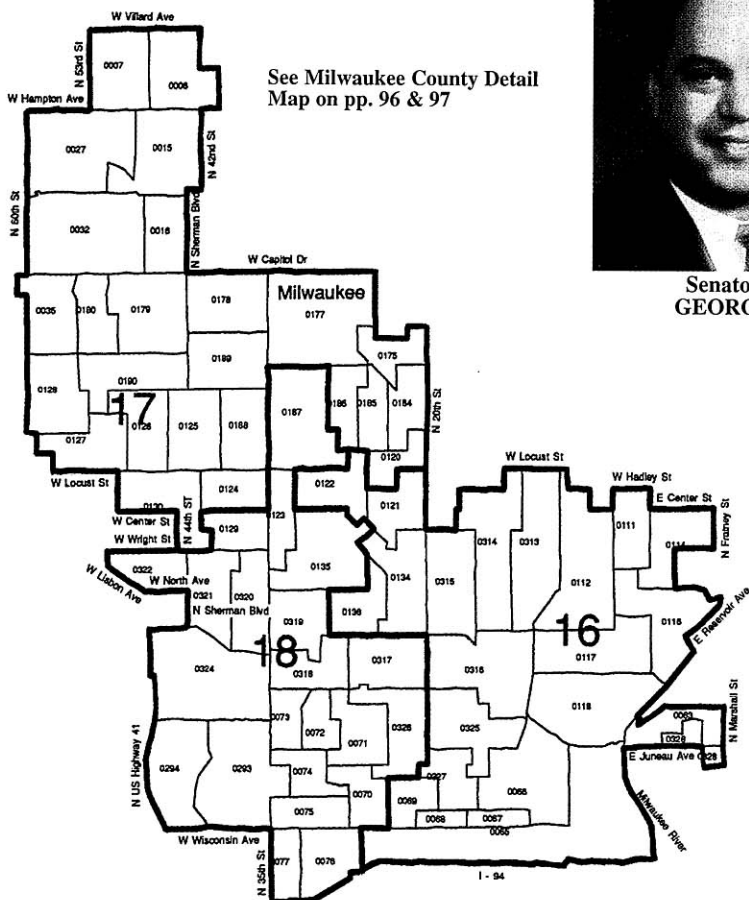 W Villard Ave
N 53rd St
0007
0006
See Milwaukee County Detail
Map on pp. 96 & 97
W Hampton Ave
0027
0015
N 42nd St
N 60th St
0032
0016
N Sherman Blvd
W Capitol Dr
Milwaukee
0035
0180
0179
0178
0177
0175
Senato
GEORG
0189
0128
0190
17
0187
0186
0185
0184
N 20th St
0127
0126
0125
0188
0120
W Locust St
0124
0122
0121
W Locust St
W Hadley St
E Center St
0130
N 44th ST
0123
0111
0114
N Fratney St
W Center St
0129
0314
0313
W Wright St
0135
0134
0315
0112
0322
W North Ave
W Lisbon Ave
0321
0320
0136
0116
E Reservoir Ave
N Sherman Blvd
0319
16
18
0324
0318
0317
0316
0117
0118
N Marshall St
0073
0072
0071
0326
0325
0063
0328
0328
N US Highway 41
0294
0293
0074
0070
0327
0066
E Juneau Ave
0075
0069
0068
0067
0065
Milwaukee River
W Wisconsin Ave
N 35th St
0077
0076
I - 94